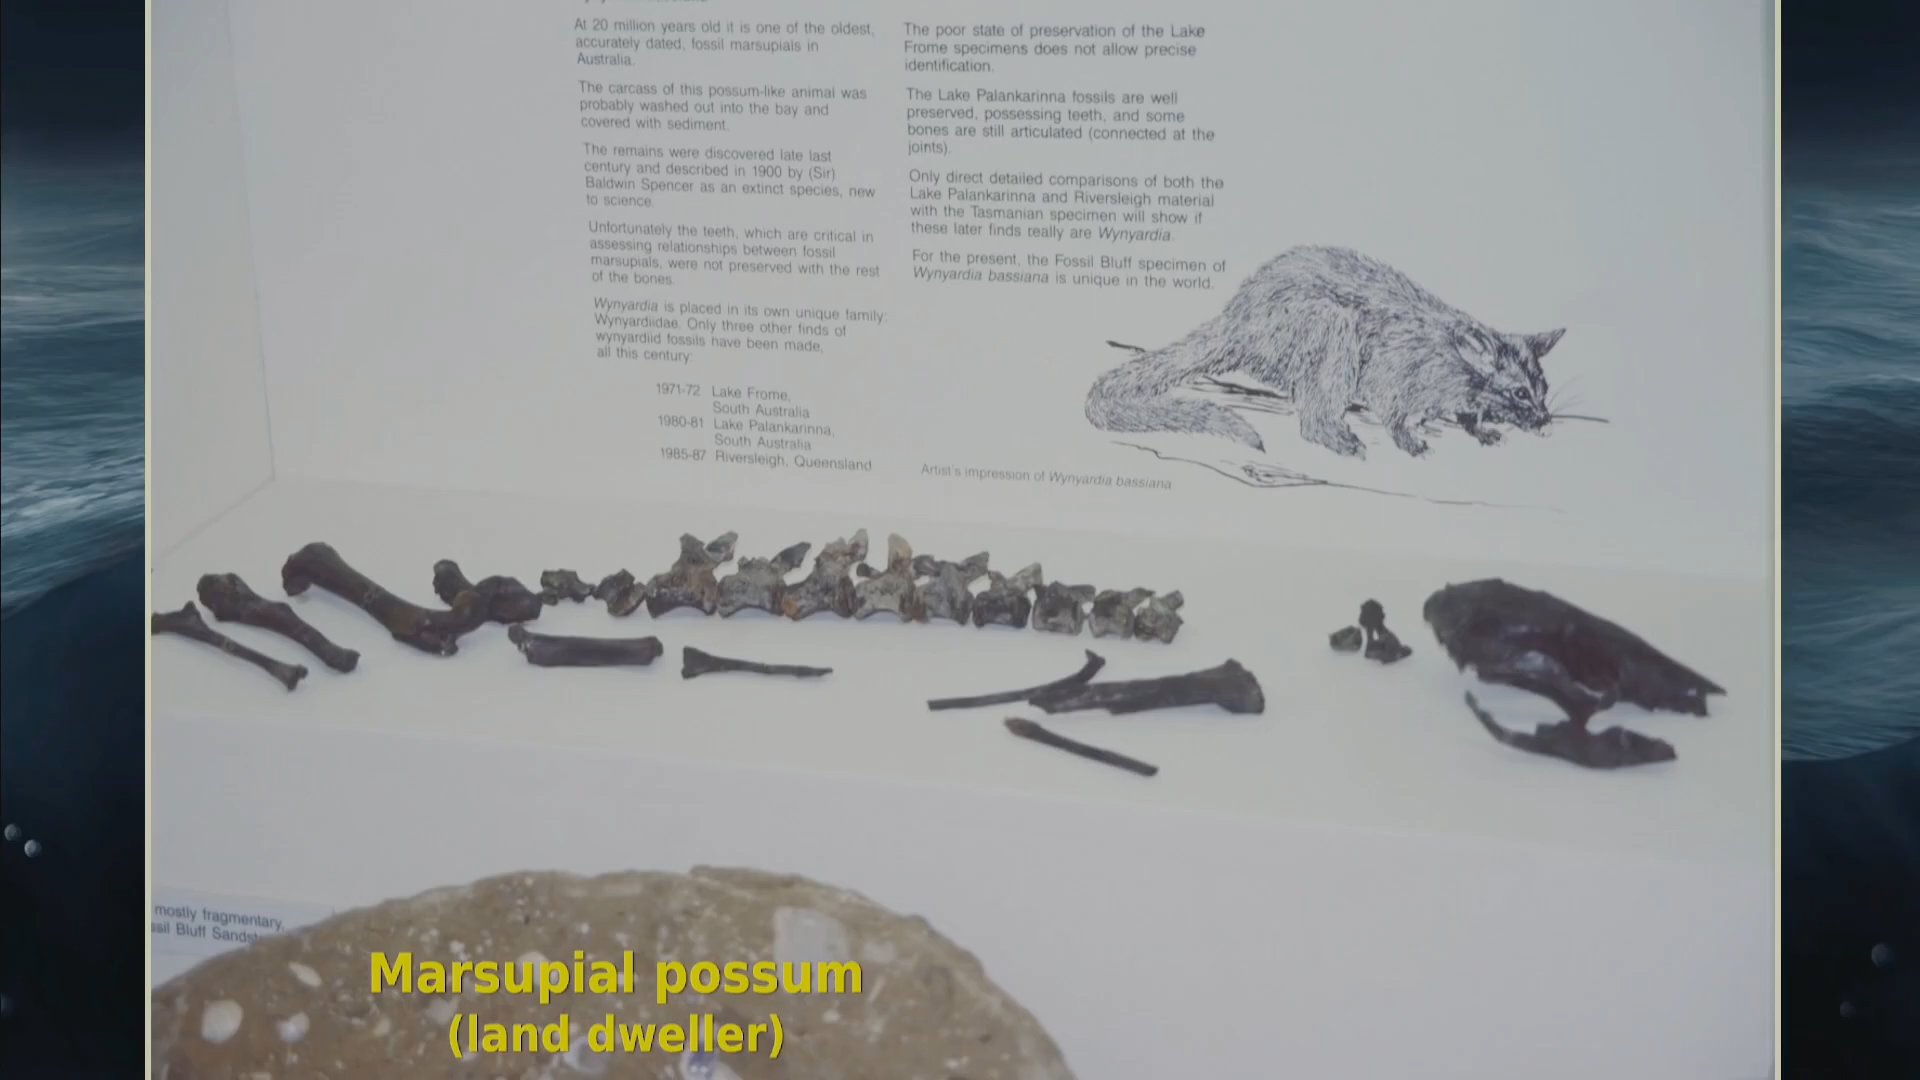 At 20 million years old it is one of the oldest,
accurately dated, fossil marsupials in
Australia.
The carcass of this possum-like animal was
probably washed out into the bay and
covered with sediment.
The remains were discovered late last
century and described in 1900 by (Sir)
Baldwin Spencer as an extinct species, new
to science.
Unfortunately the teeth, which are critical in
assessing relationships between fossil
marsupials, were not preserved with the rest
of the bones.
Wynyardia is placed in its own unique family:
Wynyardiidae. Only three other finds of
wynyardiid fossils have been made,
all this century:
1971-72 Lake Frome,
South Australia
1980-81 Lake Palankarinna,
South Australia
1985-87 Riversleigh, Queensland
The poor state of preservation of the Lake
Frome specimens does not allow precise
identification.
The Lake Palankarinna fossils are well
preserved, possessing teeth, and some
bones are still articulated (connected at the
joints).
Only direct detailed comparisons of both the
Lake Palankarinna and Riversleigh material
with the Tasmanian specimen will show if
these later finds really are Wynyardia.
For the present, the Fossil Bluff specimen of
Wynyardia bassiana is unique in the world.
Artist's impression of Wynyardia bassiana
mostly fragmentary.
Bluff
Marsupial possum
(land dweller)